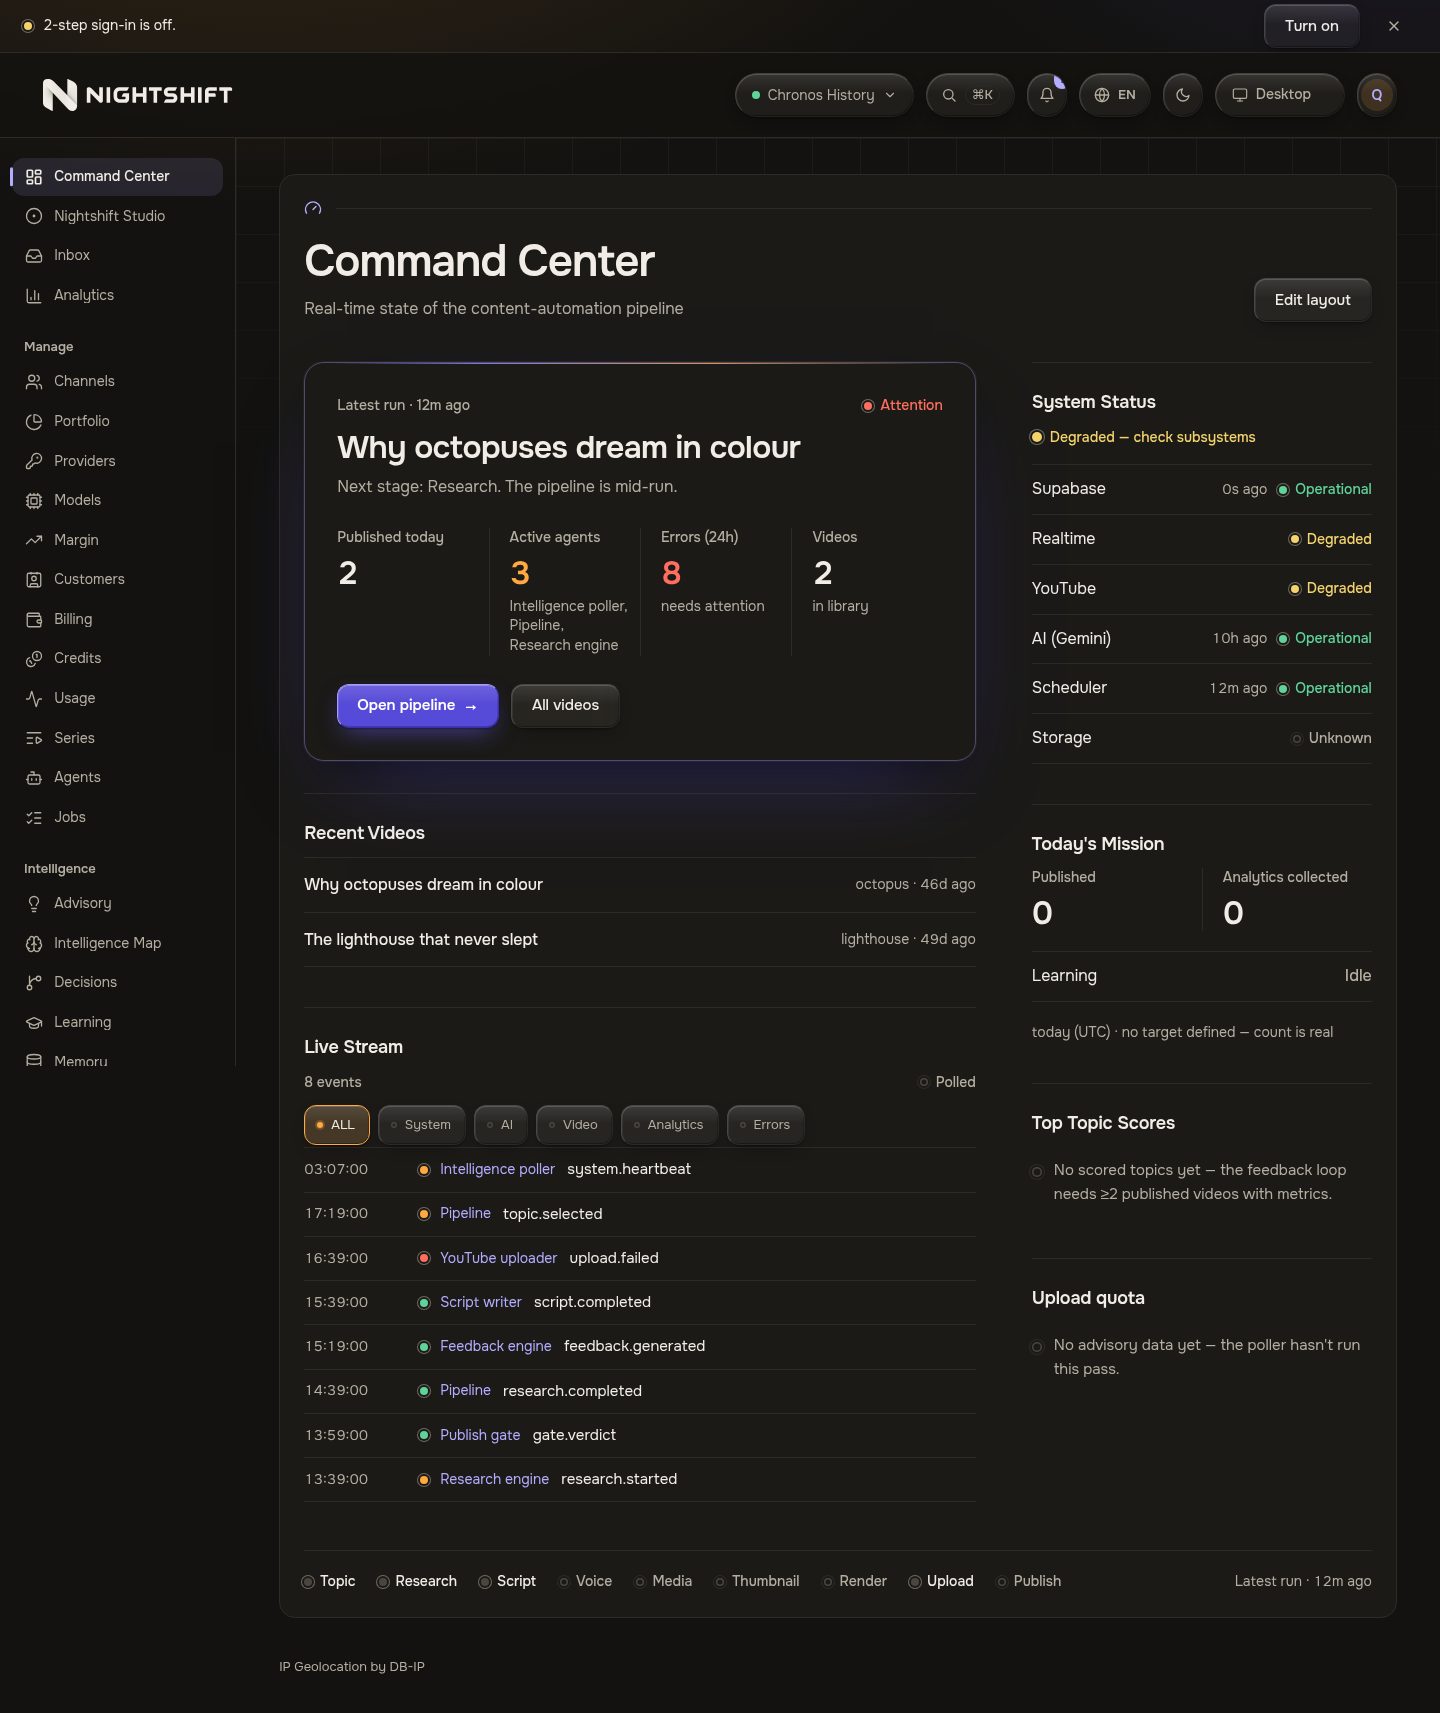 2-step sign-in is off.
Turn on
NIGHTSHIFT
Chronos History
⌘K
EN
Desktop
Q
Command Center
Nightshift Studio
Inbox
Analytics
Manage
Channels
Portfolio
Providers
Models
Margin
Customers
Billing
Credits
Usage
Series
Agents
Jobs
Intelligence
Advisory
Intelligence Map
Decisions
Learning
Memory
Command Center
Real-time state of the content-automation pipeline
Edit layout
Latest run · 12m ago
Attention
Why octopuses dream in colour
Next stage: Research. The pipeline is mid-run.
Published today
2
Active agents
3
Intelligence poller,
Pipeline,
Research engine
Errors (24h)
8
needs attention
Videos
2
in library
Open pipeline →
All videos
Recent Videos
Why octopuses dream in colour
octopus · 46d ago
The lighthouse that never slept
lighthouse · 49d ago
Live Stream
8 events
Polled
ALL
System
AI
Video
Analytics
Errors
03:07:00 Intelligence poller system.heartbeat
17:19:00 Pipeline topic.selected
16:39:00 YouTube uploader upload.failed
15:39:00 Script writer script.completed
15:19:00 Feedback engine feedback.generated
14:39:00 Pipeline research.completed
13:59:00 Publish gate gate.verdict
13:39:00 Research engine research.started
System Status
Degraded — check subsystems
Supabase 0s ago Operational
Realtime Degraded
YouTube Degraded
AI (Gemini) 10h ago Operational
Scheduler 12m ago Operational
Storage Unknown
Today's Mission
Published
0
Analytics collected
0
Learning Idle
today (UTC) · no target defined — count is real
Top Topic Scores
No scored topics yet — the feedback loop
needs ≥2 published videos with metrics.
Upload quota
No advisory data yet — the poller hasn't run
this pass.
Topic
Research
Script
Voice
Media
Thumbnail
Render
Upload
Publish
Latest run · 12m ago
IP Geolocation by DB-IP